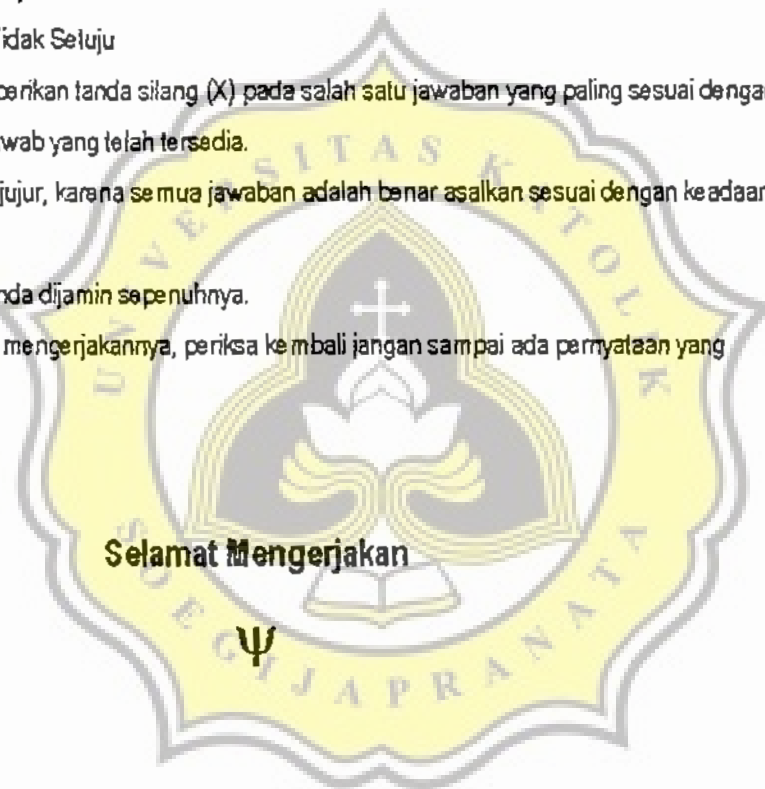 idak Setuju
berikan tanda silang (X) pada salah satu jawaban yang paling sesuai dengan
wab yang telah tersedia.
jujur, karena semua jawaban adalah benar asalkan sesuai dengan keadaan
nda dijamin sepenuhnya.
mengerjakannya, periksa kembali jangan sampai ada pernyataan yang
Selamat Mengerjakan
Ψ
UNIVERSITAS KATOLIK
SOEGIJAPRANATA